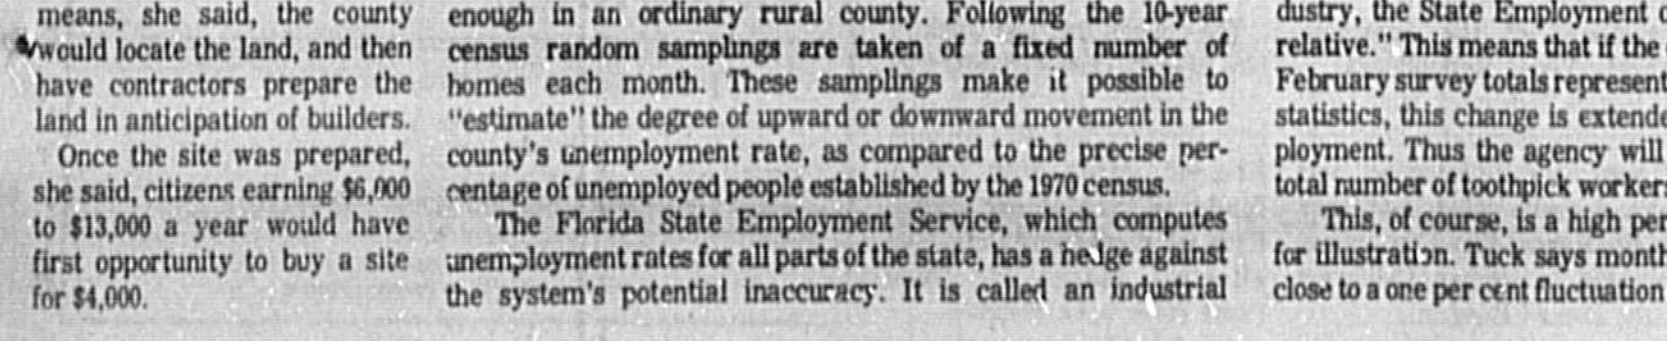 means, she said, the county
would locate the land, and then
have contractors prepare the
land in anticipation of builders.
Once the site was prepared,
she said, citizens earning $6,000
to $13,000 a year would have
first opportunity to buy a site
for $4,000.
enough in an ordinary rural county. Following the 10-year
census random samplings are taken of a fixed number of
homes each month. These samplings make it possible to
"estimate" the degree of upward or downward movement in the
county's unemployment rate, as compared to the precise per-
centage of unemployed people established by the 1970 census.
The Florida State Employment Service, which computes
unemployment rates for all parts of the state, has a hedge against
the system's potential inaccuracy. It is called an industrial
dustry, the State Employment
relative." This means that if the
February survey totals represent
statistics, this change is extende
ployment. Thus the agency will
total number of toothpick workers
This, of course, is a high per
for illustration. Tuck says month
close to a one per cent fluctuation